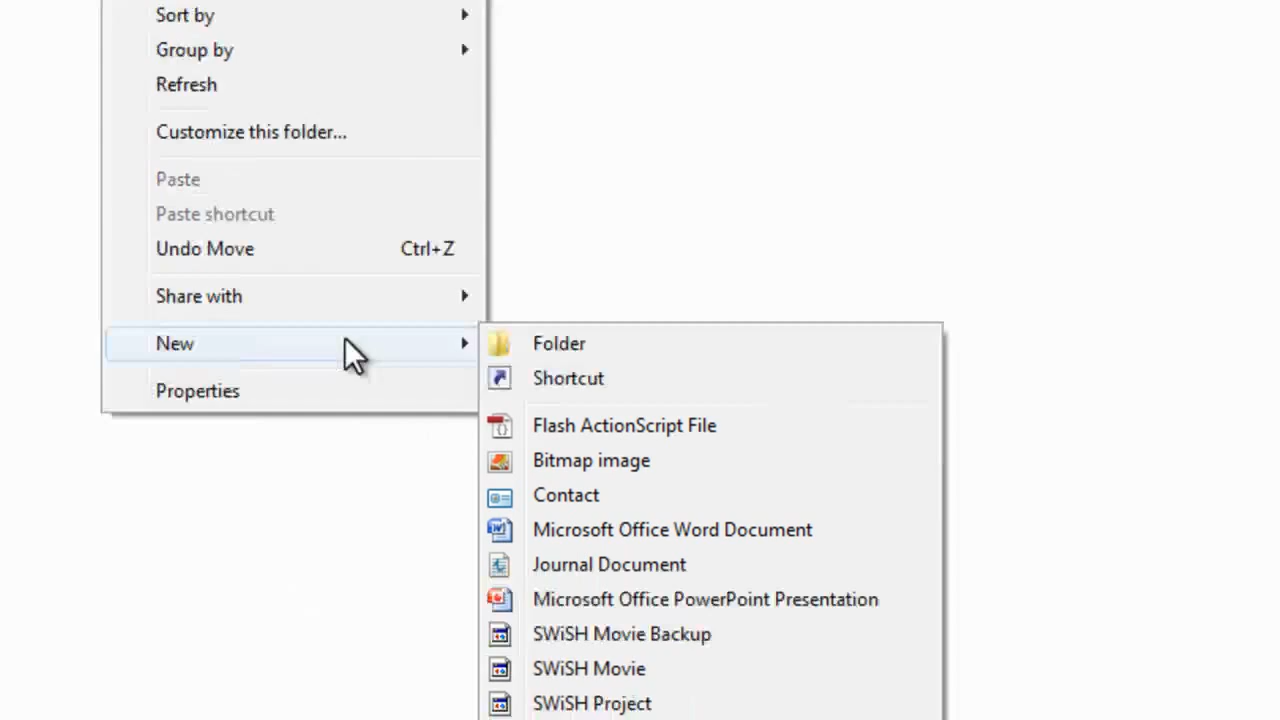 Sort by
Group by
Refresh
Customize this folder...
Paste
Paste shortcut
Undo Move Ctrl+Z
Share with
New
Properties
Folder
Shortcut
Flash ActionScript File
Bitmap image
Contact
Microsoft Office Word Document
Journal Document
Microsoft Office PowerPoint Presentation
SWiSH Movie Backup
SWiSH Movie
SWiSH Project